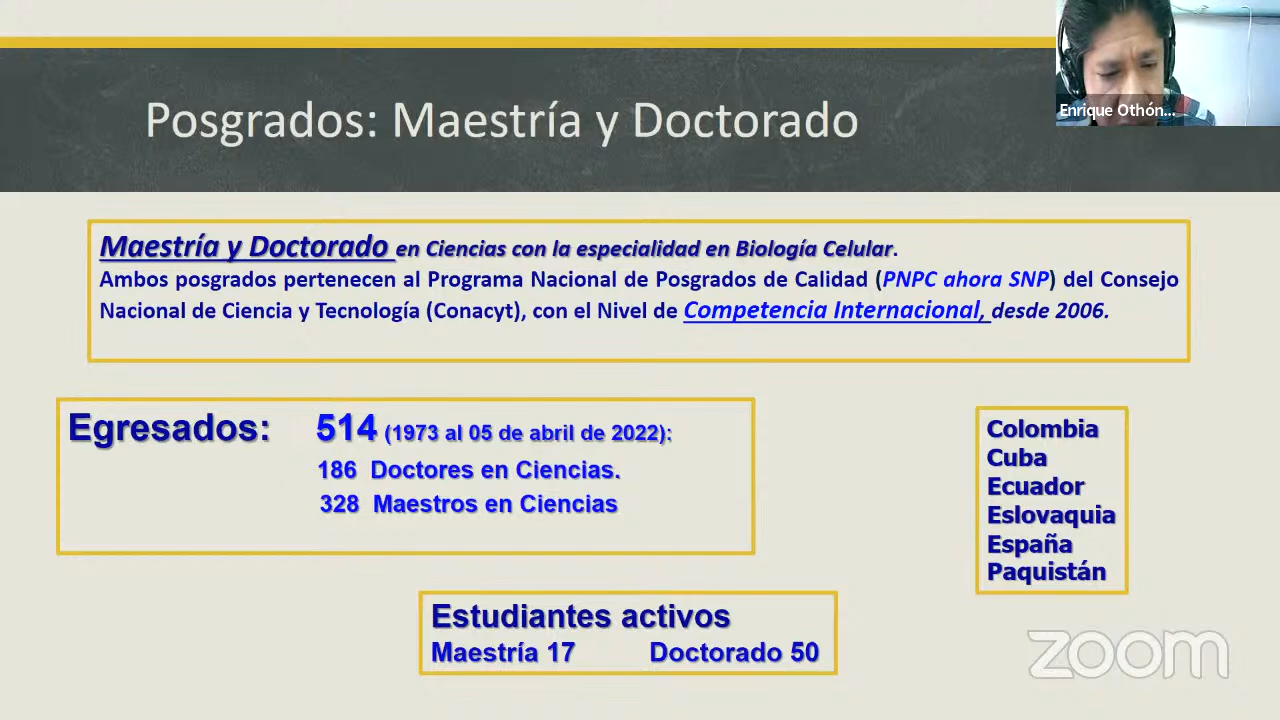 Posgrados: Maestría y Doctorado
Enrique Othón...
Maestría y Doctorado en Ciencias con la especialidad en Biología Celular.
Ambos posgrados pertenecen al Programa Nacional de Posgrados de Calidad (PNPC ahora SNP) del Consejo
Nacional de Ciencia y Tecnología (Conacyt), con el Nivel de Competencia Internacional, desde 2006.
Egresados: 514 (1973 al 05 de abril de 2022):
186 Doctores en Ciencias.
328 Maestros en Ciencias
Colombia
Cuba
Ecuador
Eslovaquia
España
Paquistán
Estudiantes activos
Maestría 17 Doctorado 50
zoom